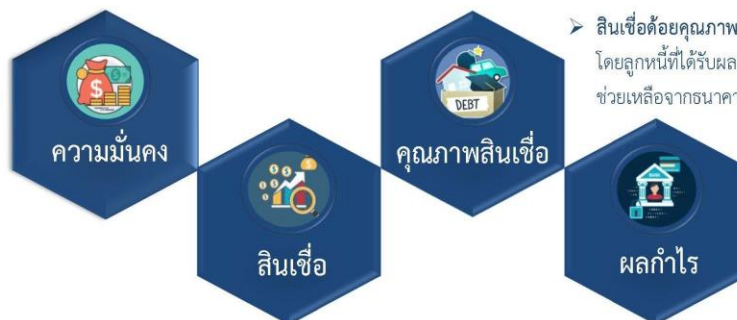 ความมั่นคง
สินเชื่อ
DEBT
คุณภาพสินเชื่อ
ผลกำไร
➢ สินเชื่อด้อยคุณภาพ
โดยลูกหนี้ที่ได้รับผล
ช่วยเหลือจากธนาคา